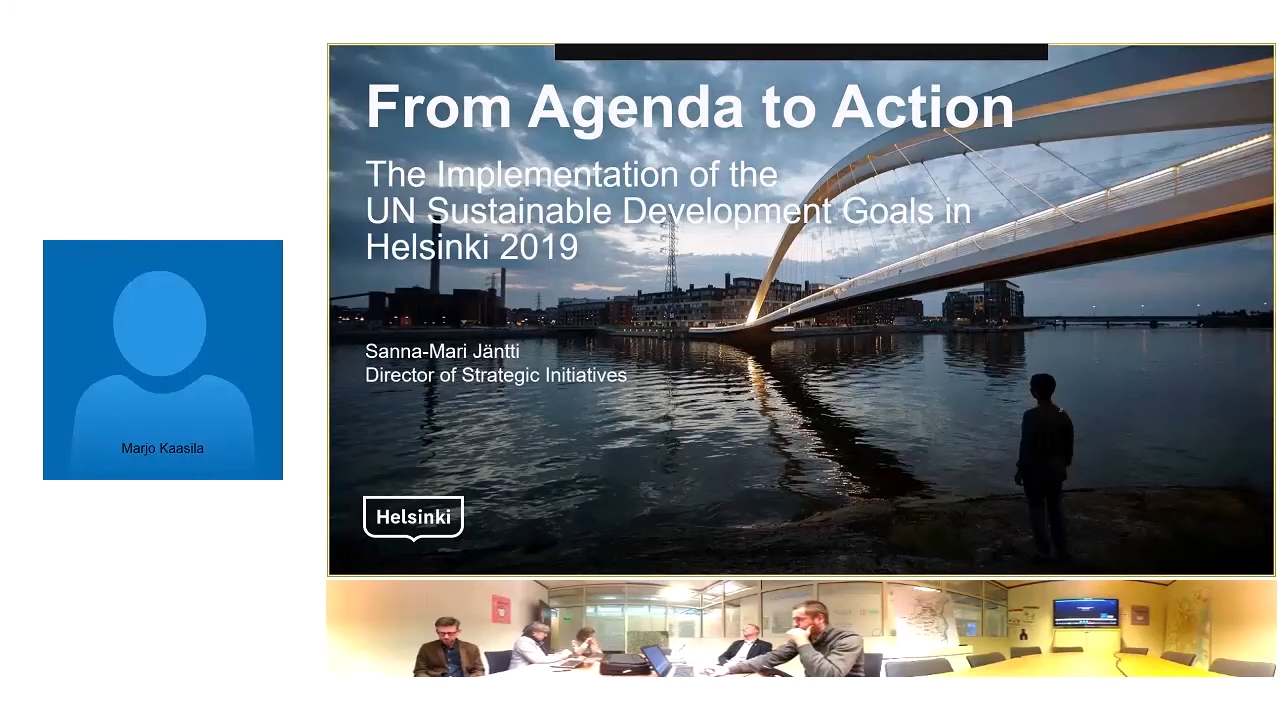 From Agenda to Action
The Implementation of the
UN Sustainable Development Goals in
Helsinki 2019
Sanna-Mari Jäntti
Director of Strategic Initiatives
Marjo Kaasila
Helsinki